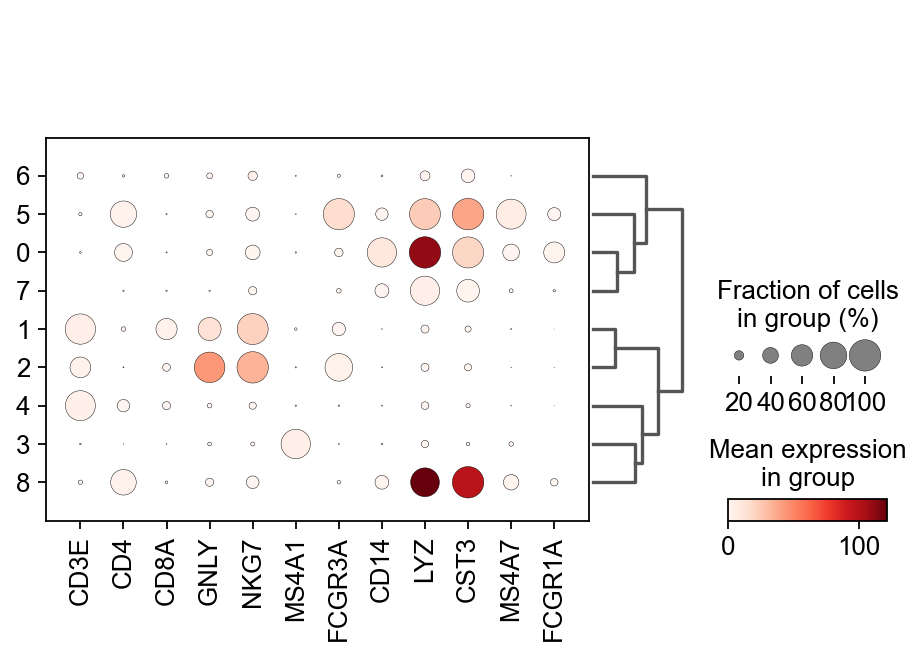 6
5
0
7
1
2
4
3
8
CD3E
CD4
CD8A
GNLY
NKG7
MS4A1
FCGR3A
CD14
LYZ
CST3
MS4A7
FCGR1A
Fraction of cells
in group (%)
20 40 60 80 100
Mean expression
in group
0 100